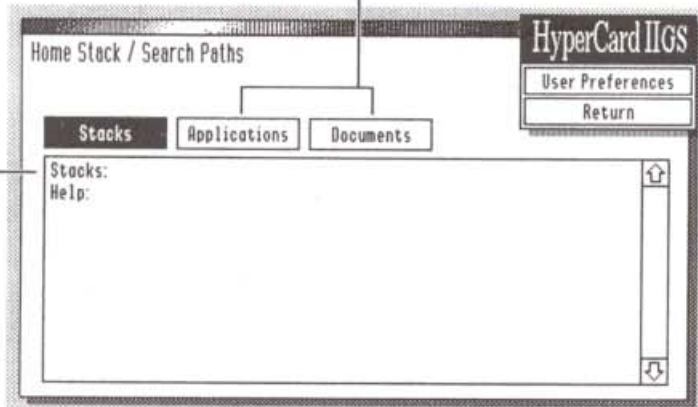 Home Stack / Search Paths
HyperCard IIGS
User Preferences
Return
Stacks
Applications
Documents
Stacks:
Help: